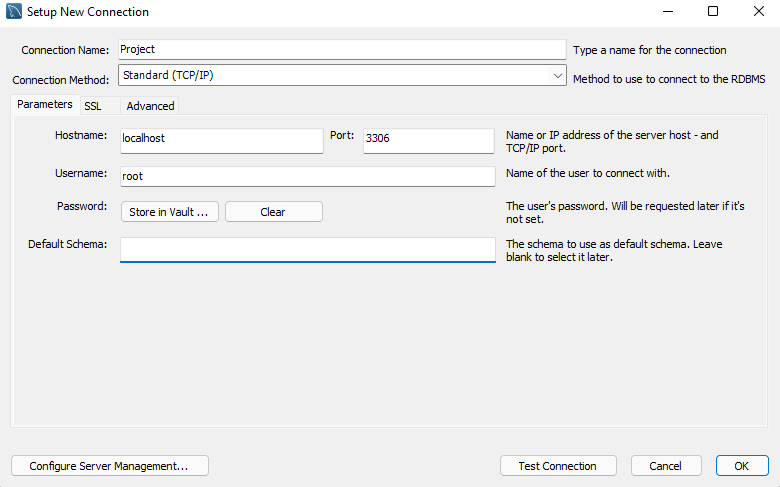 Setup New Connection
Connection Name: Project Type a name for the connection
Connection Method: Standard (TCP/IP) Method to use to connect to the RDBMS
Parameters SSL Advanced
Hostname: localhost Port: 3306 Name or IP address of the server host - and
TCP/IP port.
Username: root Name of the user to connect with.
Password: Store in Vault ... Clear The user's password. Will be requested later if it's
not set.
Default Schema: The schema to use as default schema. Leave
blank to select it later.
Configure Server Management... Test Connection Cancel OK